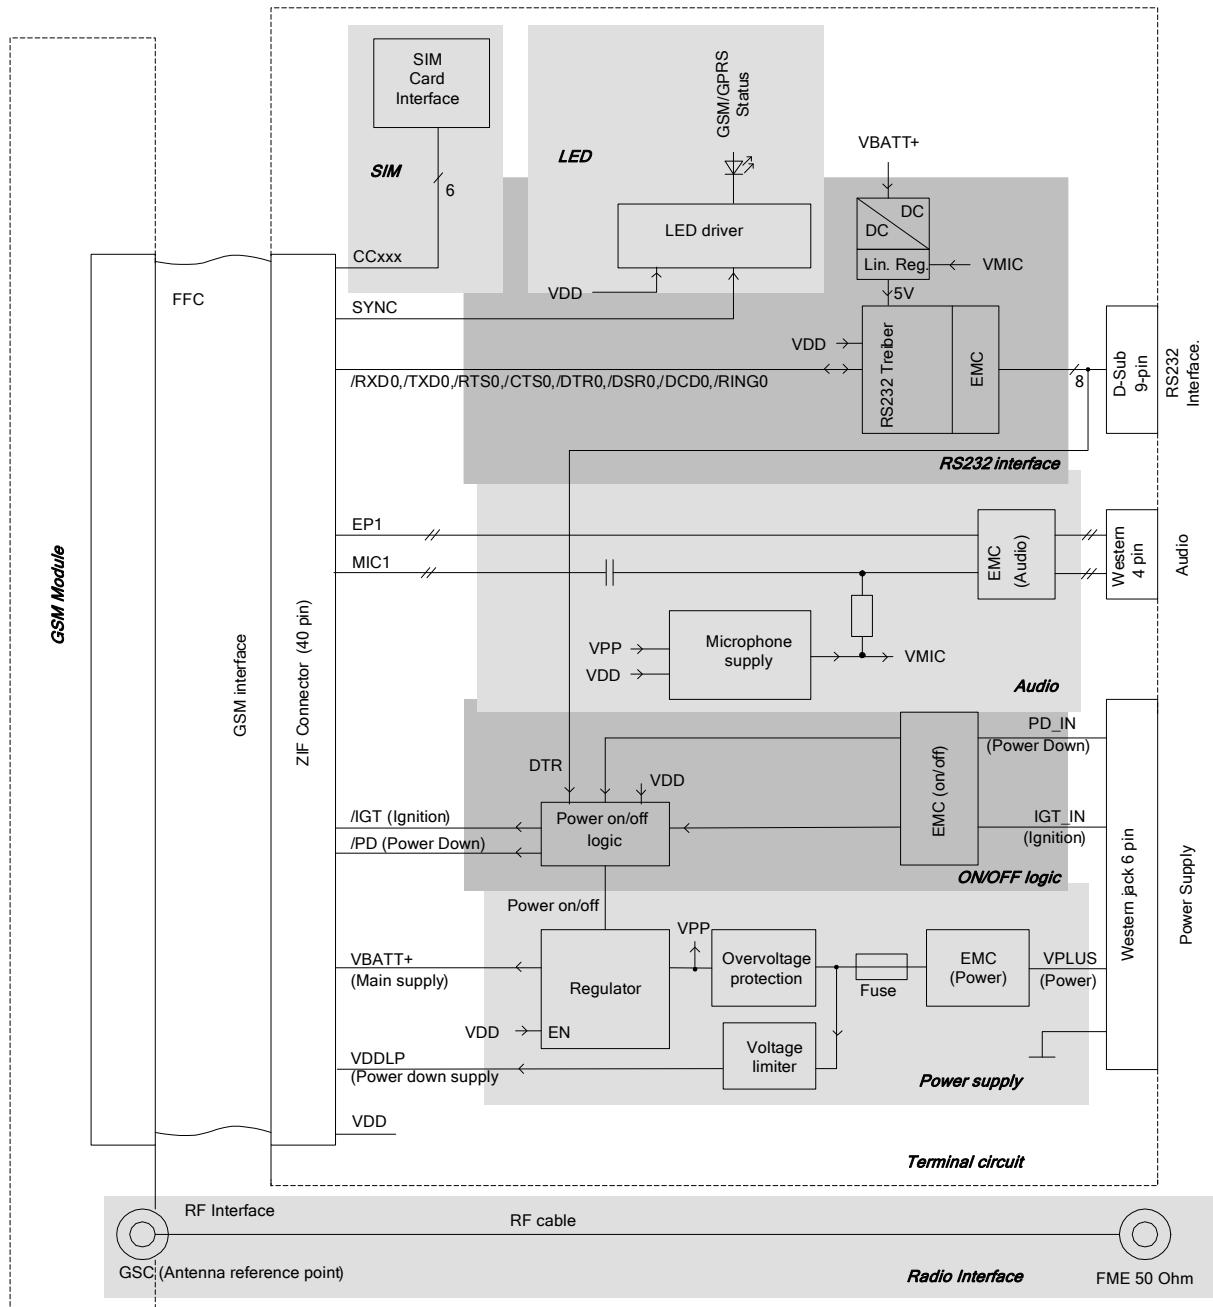 SIM
Card
Interface
SIM
6
LED
GSM/GPRS
Status
LED driver
VDD
VBATT+
DC
DC
Lin. Reg.
VMIC
5V
CCxxx
FFC
SYNC
VDD
RS232 Treiber
EMC
/RXD0,/TXD0,/RTS0,/CTS0,/DTR0,/DSR0,/DCD0,/RING0
8
D-Sub
9-pin
RS232
Interface.
RS232 interface
EP1
MIC1
EMC
(Audio)
Western
4 pin
Audio
GSM Module
GSM interface
ZIF Connector (40 pin)
VPP
VDD
Microphone
supply
VMIC
Audio
PD_IN
(Power Down)
DTR
VDD
EMC (on/off)
/IGT (Ignition)
/PD (Power Down)
Power on/off
logic
IGT_IN
(Ignition)
ON/OFF logic
Western jack 6 pin
Power Supply
Power on/off
VPP
VBATT+
(Main supply)
Regulator
Overvoltage
protection
Fuse
EMC
(Power)
VPLUS
(Power)
VDD
EN
VDDLP
(Power down supply
Voltage
limiter
Power supply
VDD
Terminal circuit
RF Interface
RF cable
GSC (Antenna reference point)
Radio Interface
FME 50 Ohm